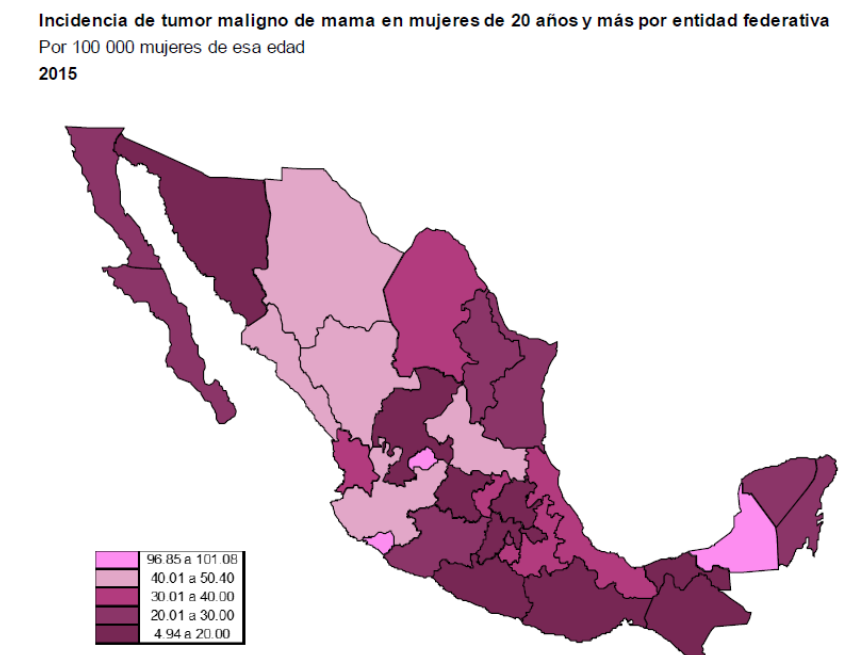 Incidencia de tumor maligno de mama en mujeres de 20 años y más por entidad federativa
Por 100 000 mujeres de esa edad
2015
96.85 a 101.08
40.01 a 50.40
30.01 a 40.00
20.01 a 30.00
4.94 a 20.00